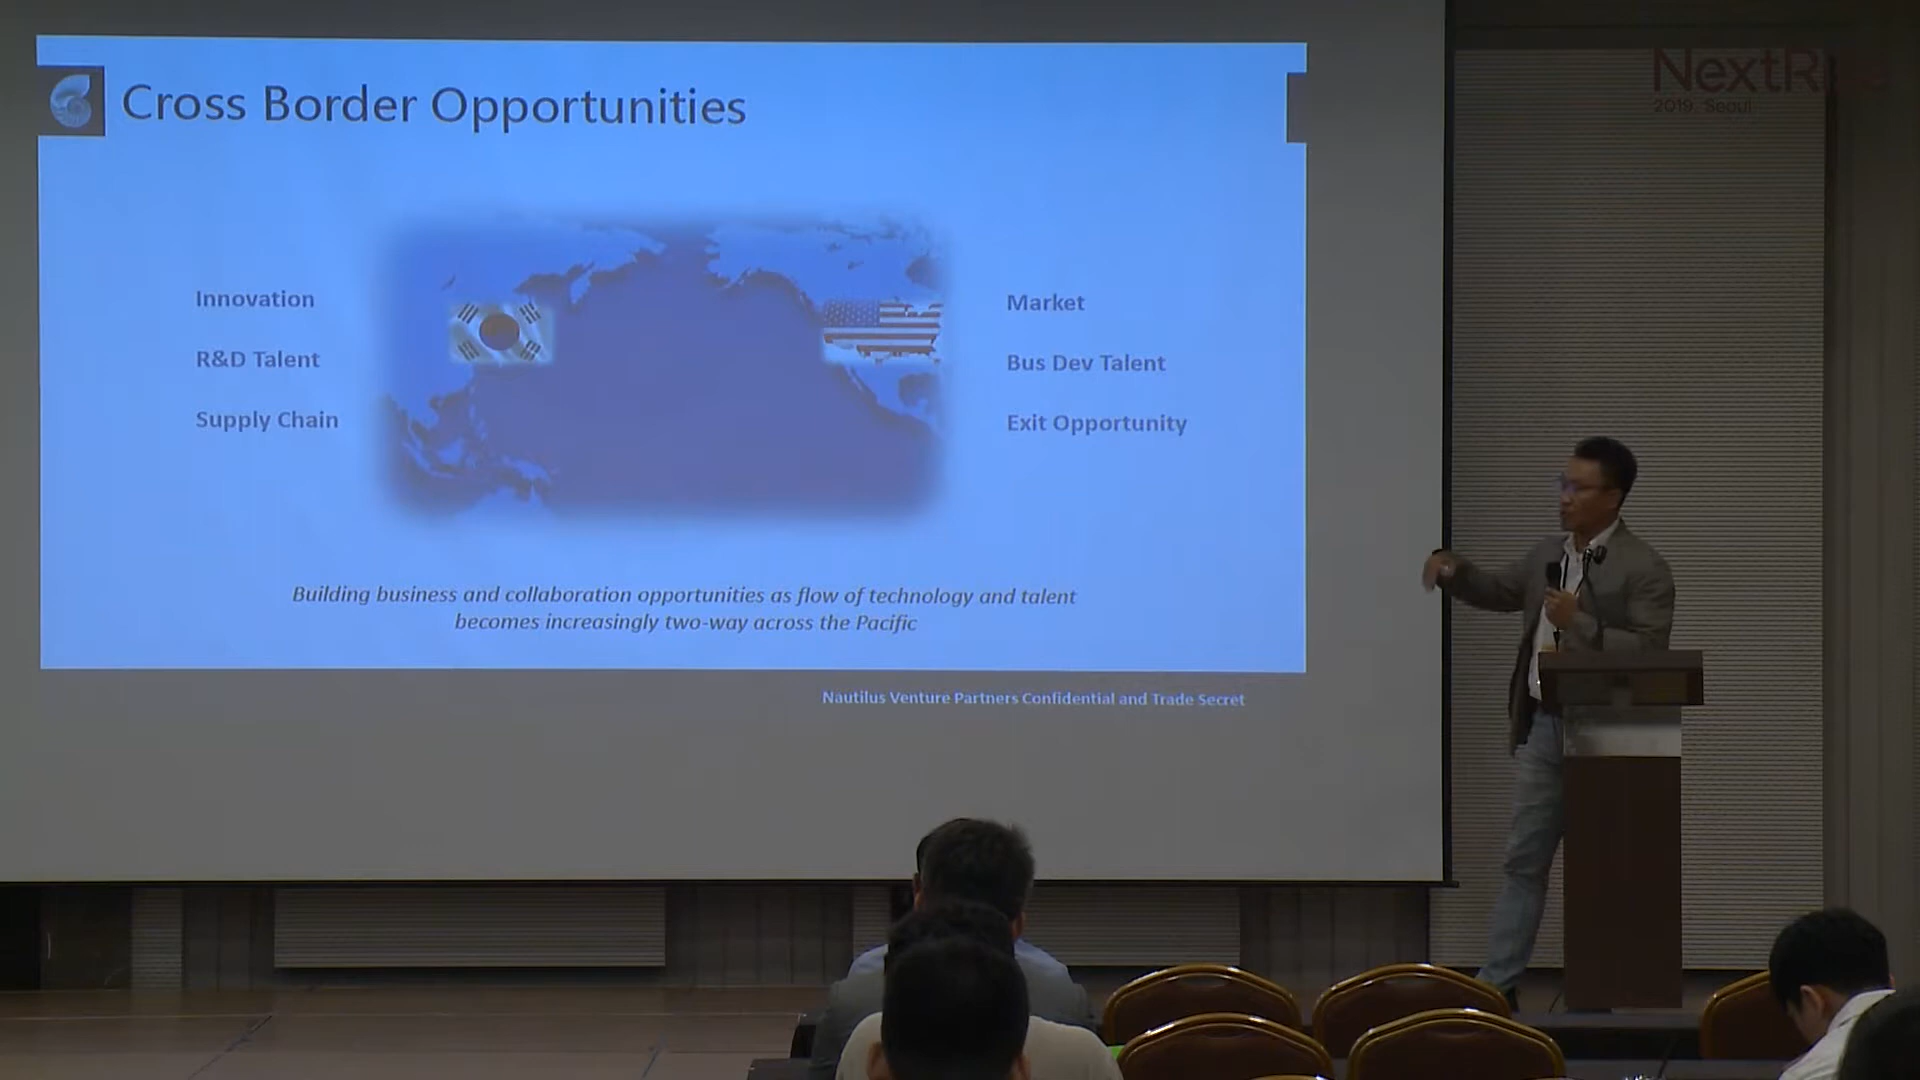 Cross Border Opportunities
NextRise
2019. Seoul
Innovation
R&D Talent
Supply Chain
Market
Bus Dev Talent
Exit Opportunity
Building business and collaboration opportunities as flow of technology and talent
becomes increasingly two-way across the Pacific
Nautilus Venture Partners Confidential and Trade Secret